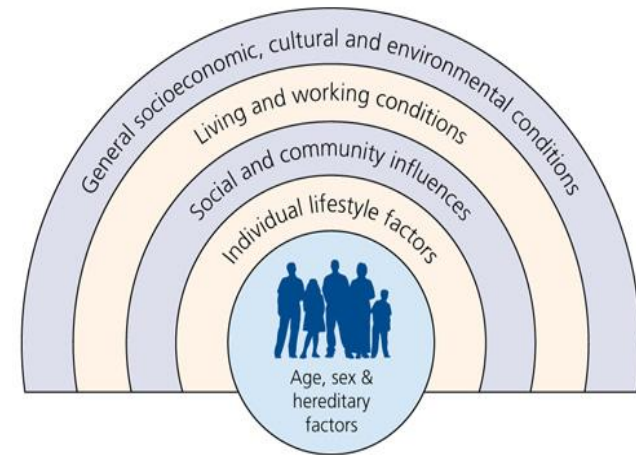 General socioeconomic, cultural and environmental conditions
Living and working conditions
Social and community influences
Individual lifestyle factors
Age, sex &
hereditary
factors